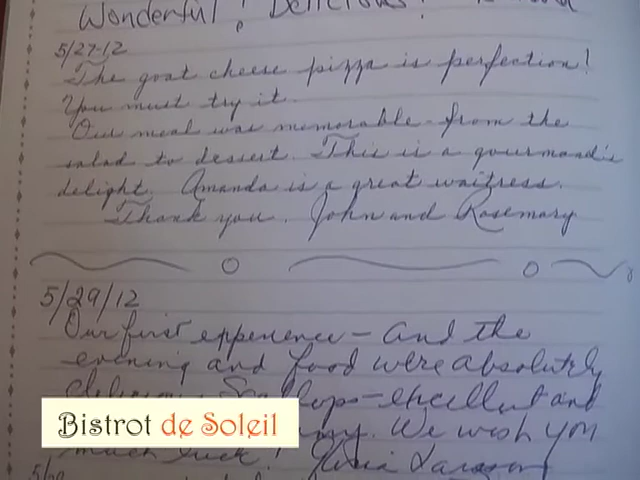 Wonderful! Delicious!
5/27-12
The goat cheese pizza is perfection!
You must try it.
Our meal was memorable - from the
salad to dessert. This is a gourmand's
delight. Amanda is a great waitress.
Thank you. John and Rosemary
5/29/12
Our first experience - and the
evening and food were absolutely
delicious. Scallops - excellent and
We wish you
much luck!
Bistrot de Soleil